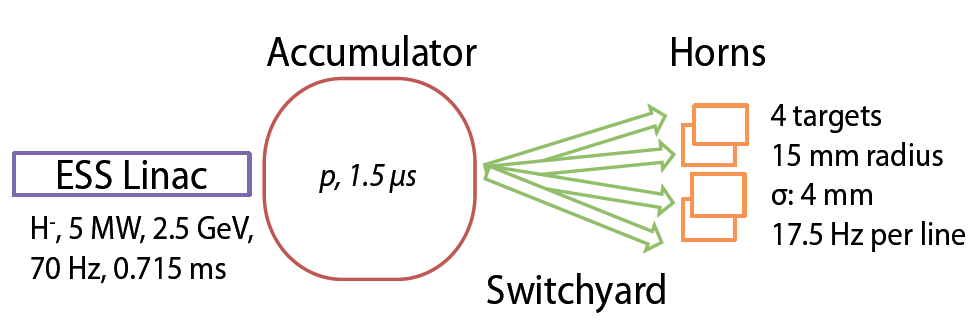 Accumulator
Horns
ESS Linac
H⁻, 5 MW, 2.5 GeV,
70 Hz, 0.715 ms
p, 1.5 µs
4 targets
15 mm radius
σ: 4 mm
17.5 Hz per line
Switchyard